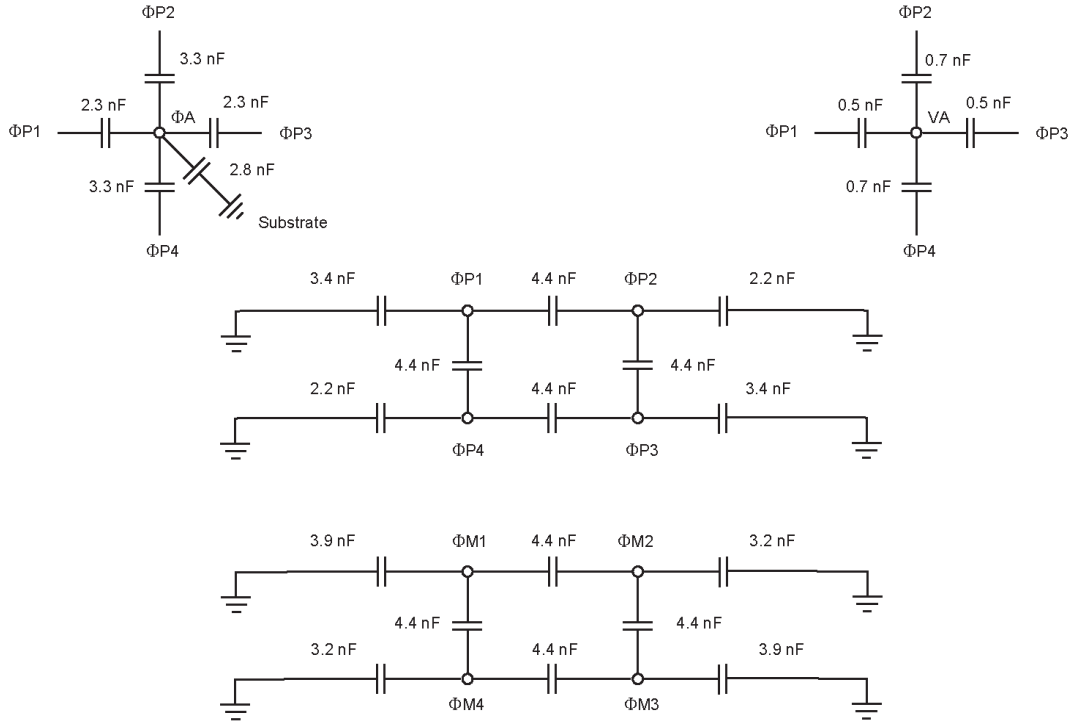 ΦP2
ΦP2
3.3 nF
0.7 nF
2.3 nF
ΦA
2.3 nF
0.5 nF
VA
0.5 nF
ΦP1
ΦP3
ΦP1
ΦP3
2.8 nF
3.3 nF
0.7 nF
Substrate
ΦP4
ΦP4
3.4 nF
ΦP1
4.4 nF
ΦP2
2.2 nF
4.4 nF
4.4 nF
2.2 nF
4.4 nF
3.4 nF
ΦP4
ΦP3
3.9 nF
ΦM1
4.4 nF
ΦM2
3.2 nF
4.4 nF
4.4 nF
3.2 nF
4.4 nF
3.9 nF
ΦM4
ΦM3